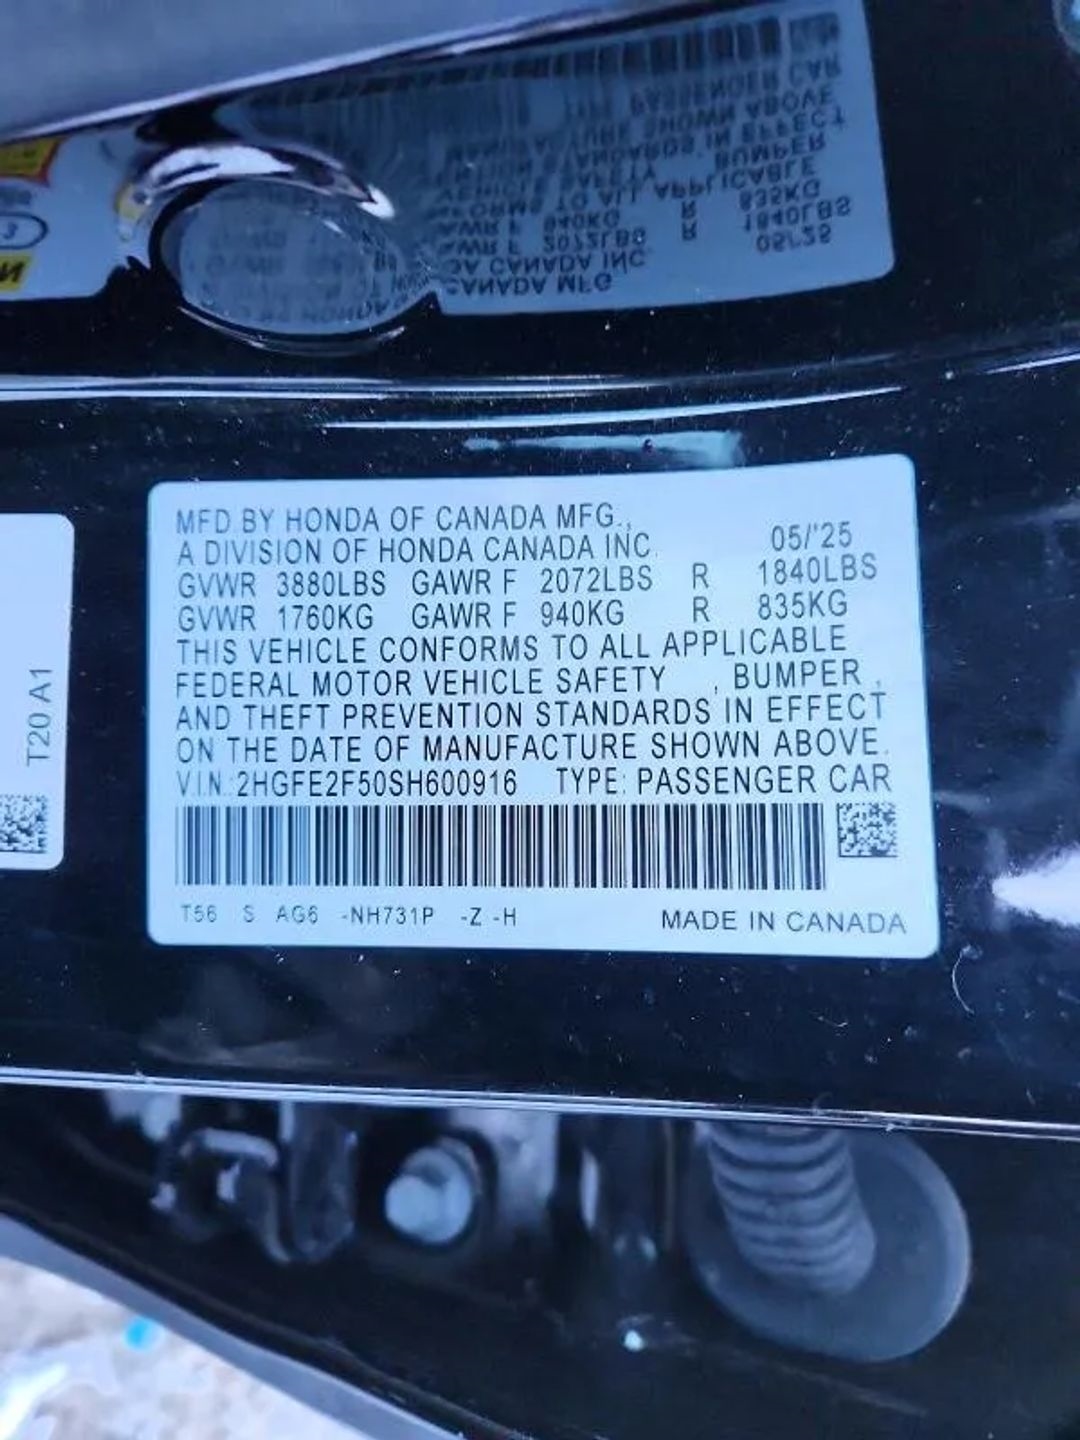 MFD.BY HONDA OF CANADA MFG.,
A DIVISION OF HONDA CANADA INC. 05/'25
GVWR 3880LBS GAWR F 2072LBS R 1840LBS
GVWR 1760KG GAWR F 940KG R 835KG
THIS VEHICLE CONFORMS TO ALL APPLICABLE
FEDERAL MOTOR VEHICLE SAFETY , BUMPER ,
AND THEFT PREVENTION STANDARDS IN EFFECT
ON THE DATE OF MANUFACTURE SHOWN ABOVE.
V.I.N.:2HGFE2F50SH600916 TYPE: PASSENGER CAR
T56 S AG6 -NH731P -Z -H MADE IN CANADA
T20 A1